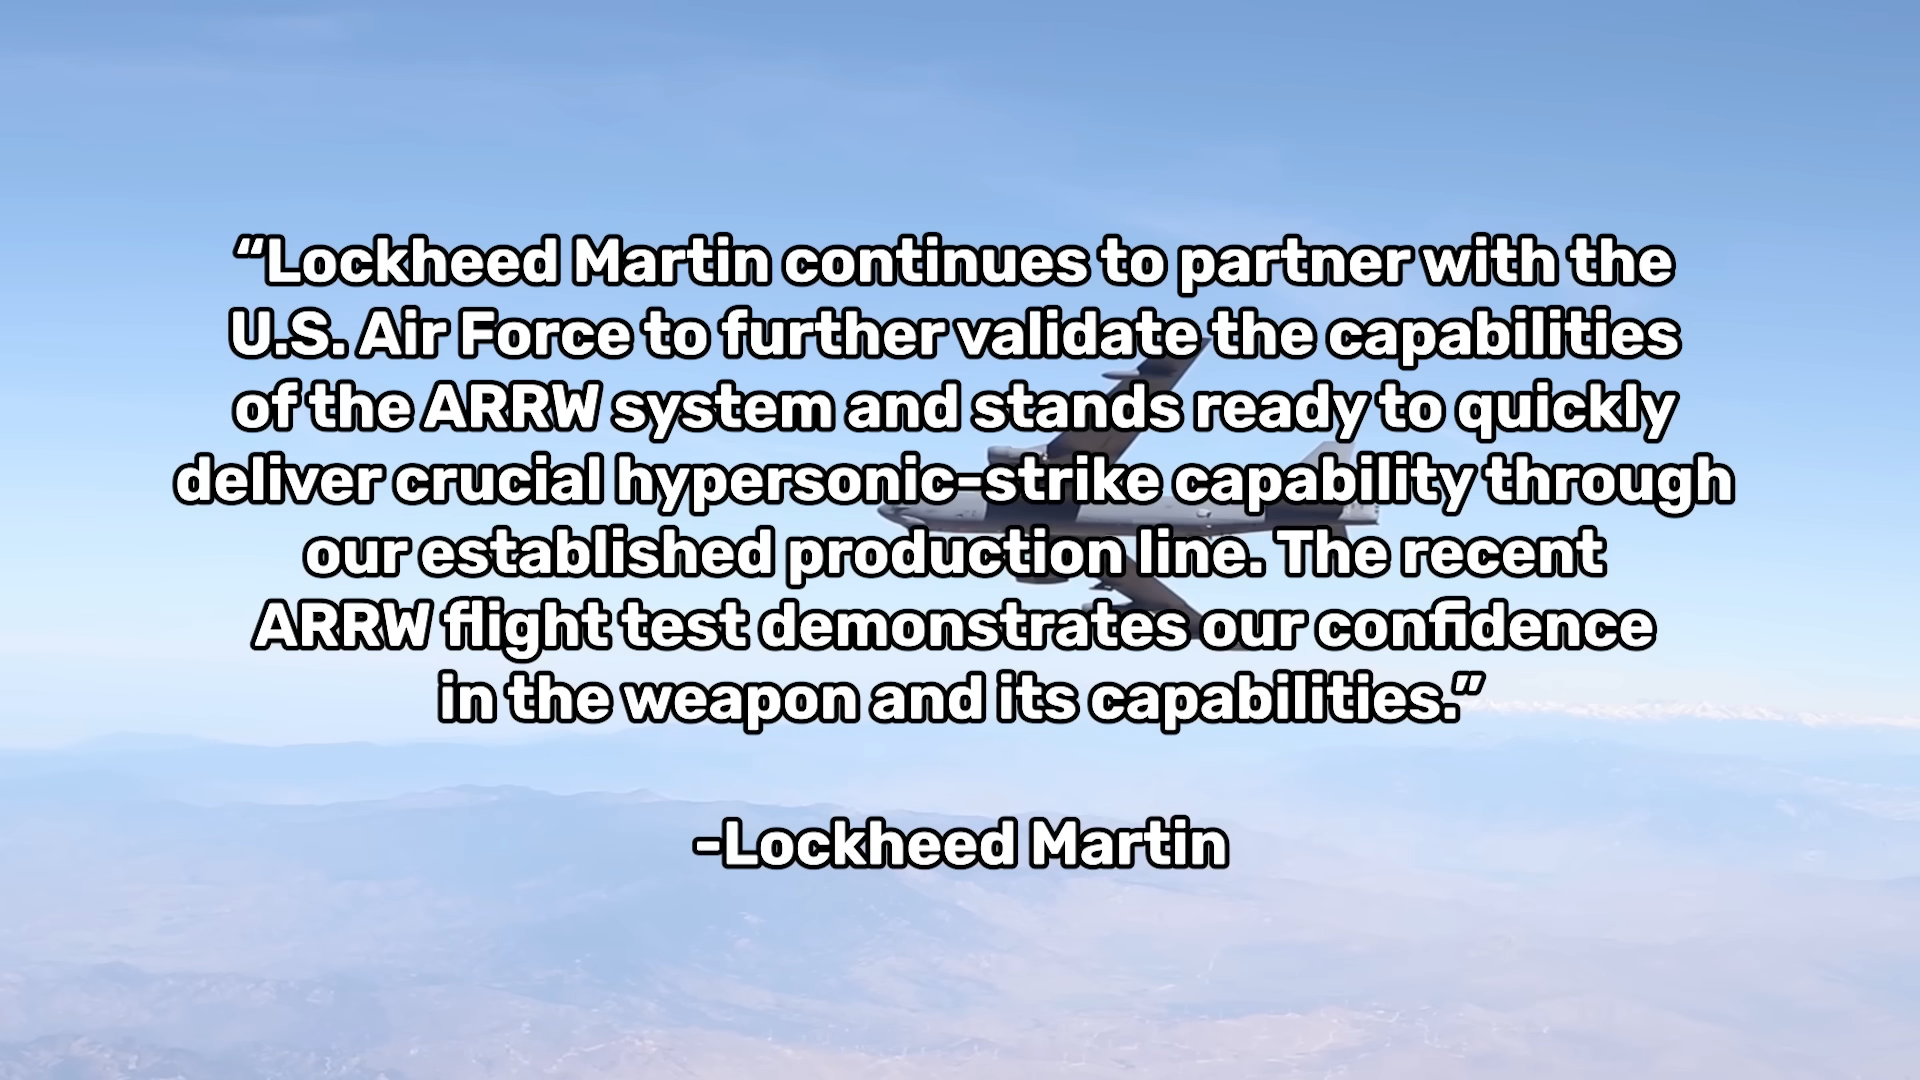 “Lockheed Martin continues to partner with the
U.S. Air Force to further validate the capabilities
of the ARRW system and stands ready to quickly
deliver crucial hypersonic-strike capability through
our established production line. The recent
ARRW flight test demonstrates our confidence
in the weapon and its capabilities.”
-Lockheed Martin